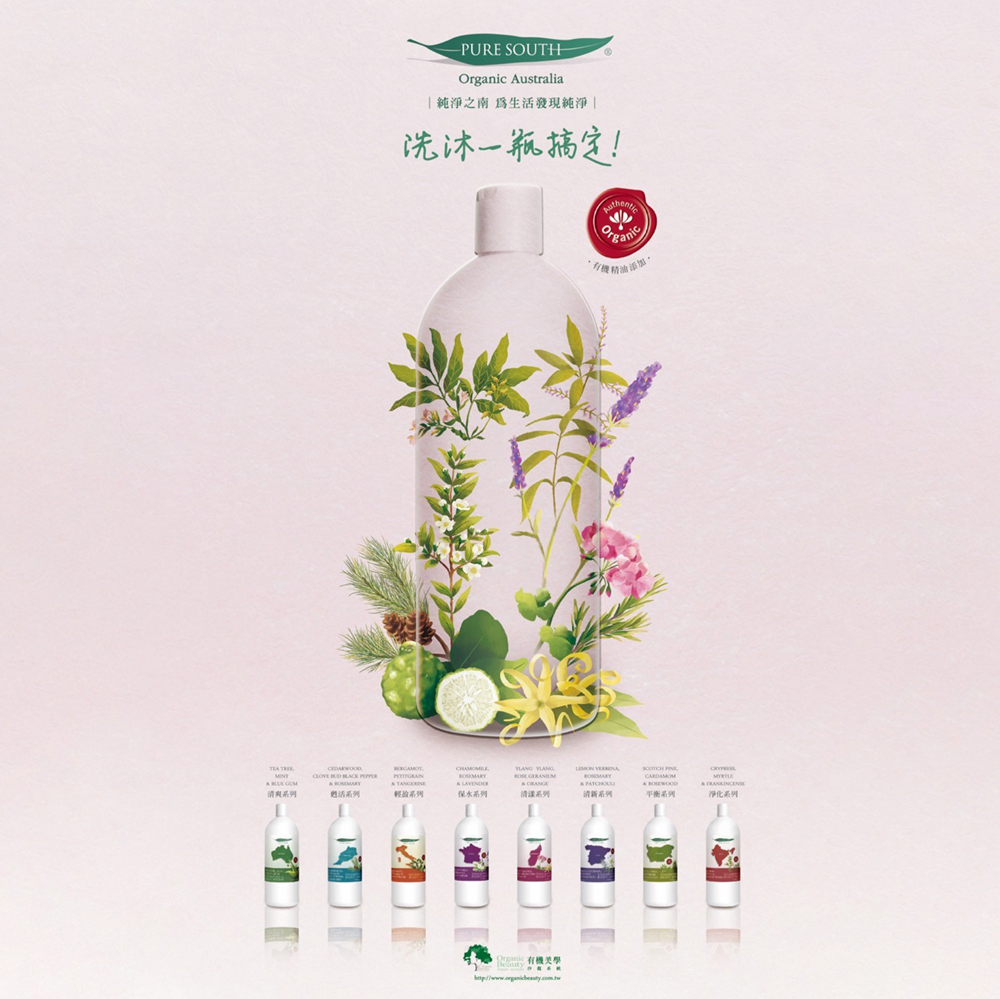 PURE SOUTH
®
Organic Australia
| 純淨之南 爲生活發現純淨 |
洗沐一瓶搞定!
Authentic
Organic
·有機精油添加·
TEA TREE,
MINT
& BLUE GUM
清爽系列
CEDARWOOD,
CLOVE BUD BLACK PEPPER
& ROSEMARY
甦活系列
BERGAMOT,
PETITGRAIN
& TANGERINE
輕盈系列
CHAMOMILE,
ROSEMARY
& LAVENDER
保水系列
YLANG YLANG,
ROSE GERANIUM
& ORANGE
清漾系列
LEMON VERBENA,
ROSEMARY
& PATCHOULI
清新系列
SCOTCH PINE,
CARDAMOM
& ROSEWOOD
平衡系列
CRYPRESS,
MYRTLE
& FRANKINCENSE
淨化系列
Organic
Beauty
有機美學
http://www.organicbeauty.com.tw